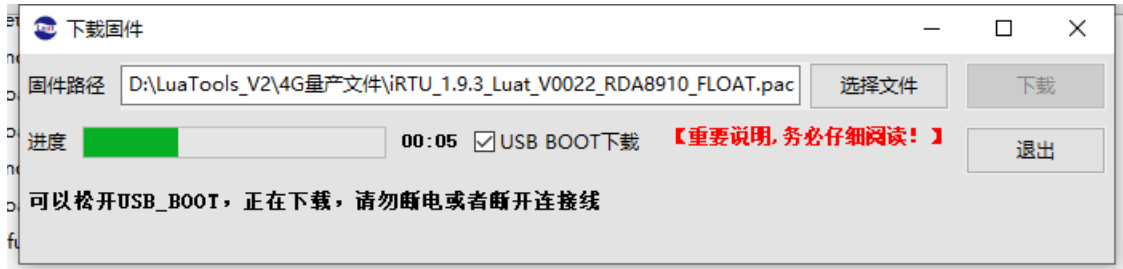 Luat 下载固件
固件路径 D:\LuaTools_V2\4G量产文件\iRTU_1.9.3_Luat_V0022_RDA8910_FLOAT.pac 选择文件 下载
进度 00:05 USB BOOT下载 【重要说明,务必仔细阅读！】 退出
可以松开USB_BOOT，正在下载，请勿断电或者断开连接线